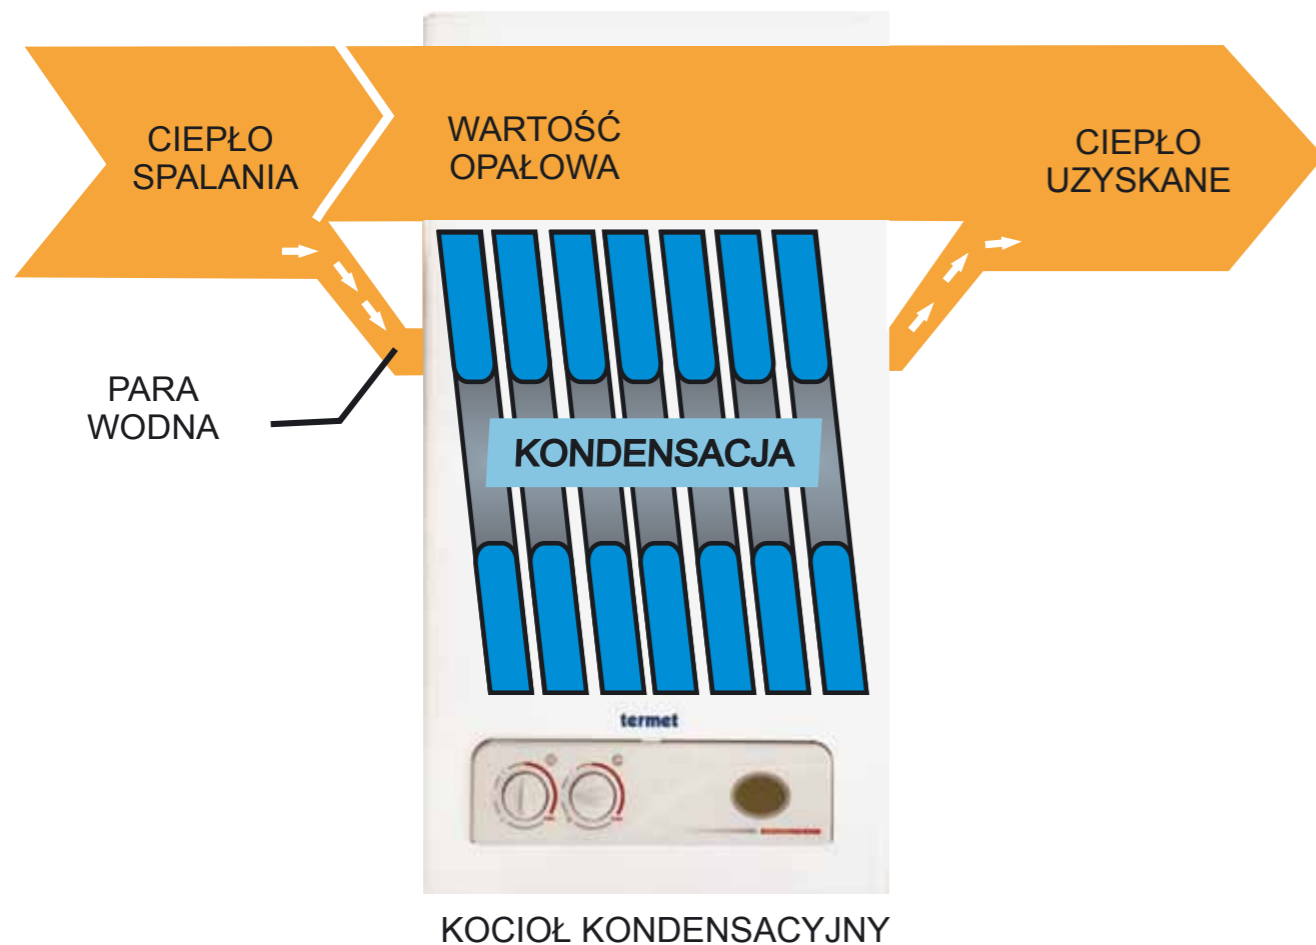 CIEPŁO
SPALANIA
WARTOŚĆ
OPAŁOWA
CIEPŁO
UZYSKANE
PARA
WODNA
KONDENSACJA
termet
KOCIOŁ KONDENSACYJNY